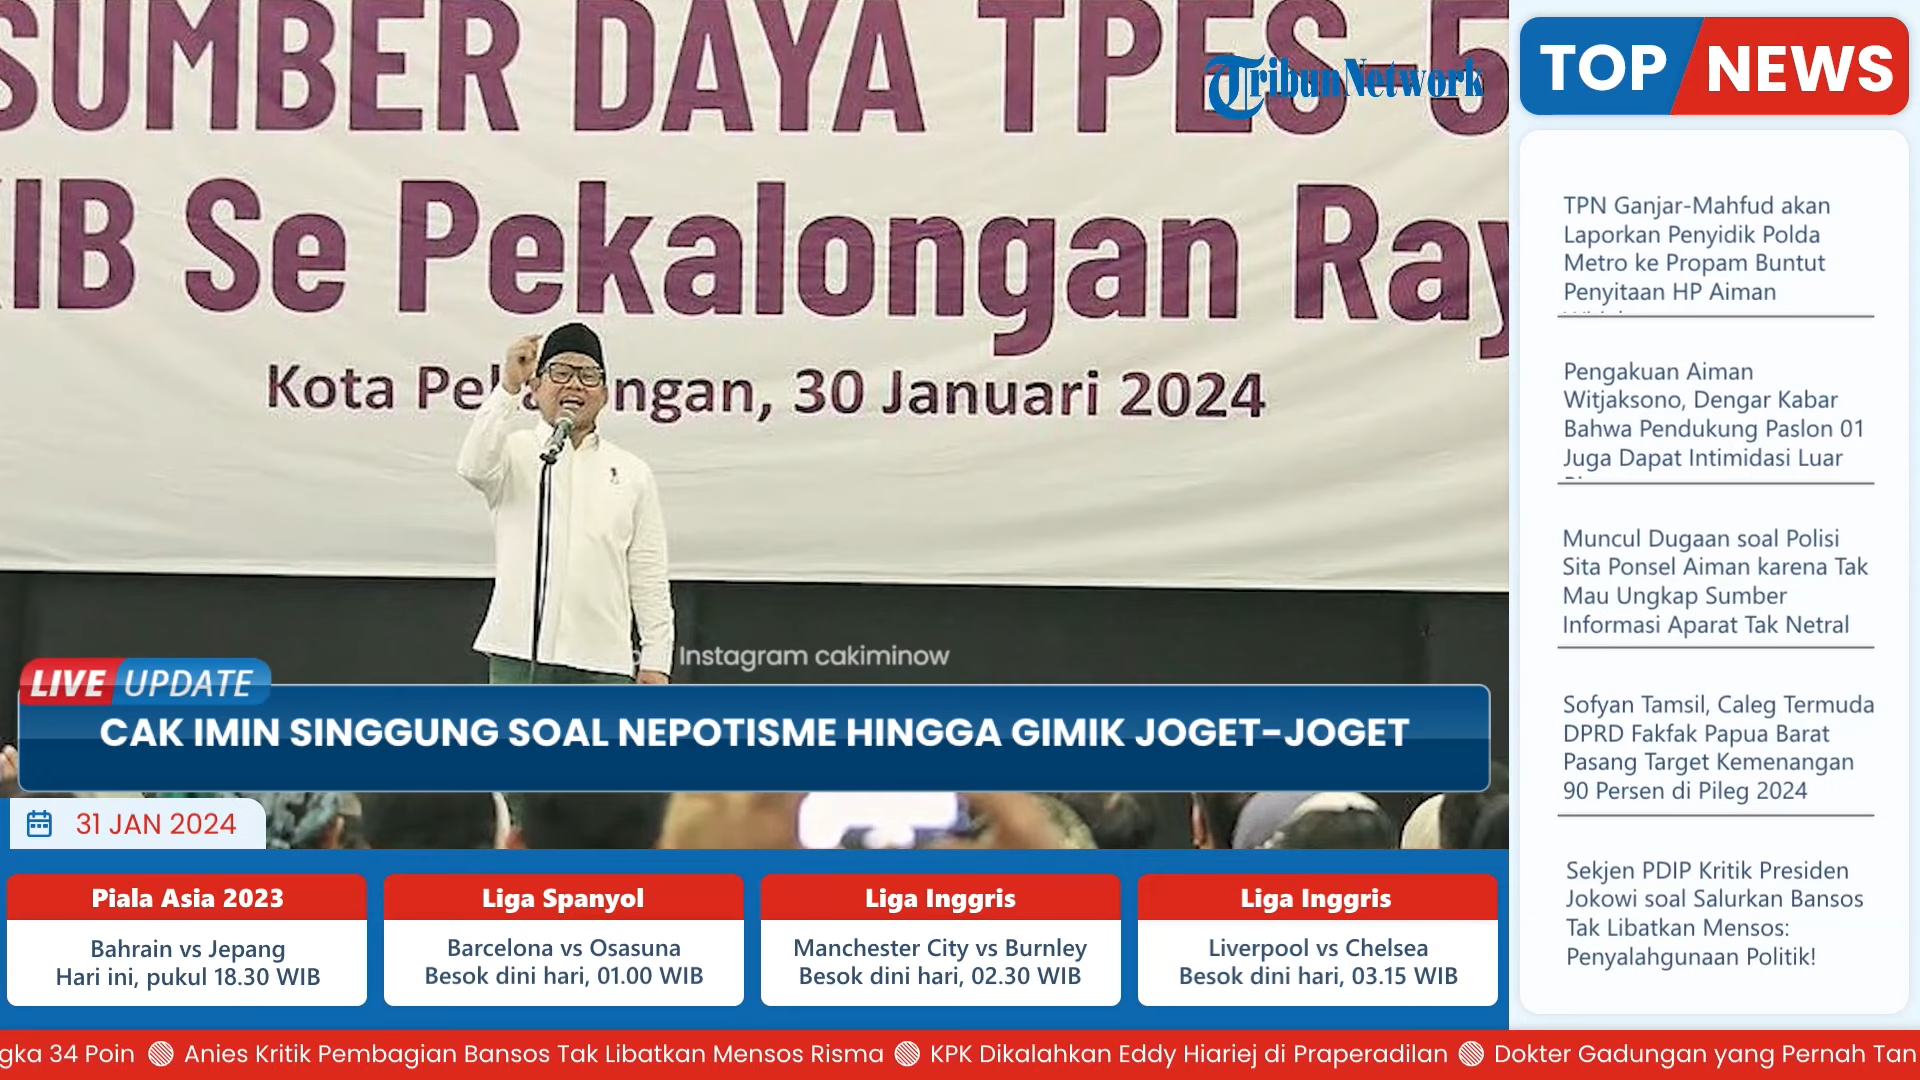 SUMBER DAYA TPES-5
TribunNetwork
IB Se Pekalongan Ray
Kota Pekalongan, 30 Januari 2024
Instagram cakiminow
LIVE UPDATE
CAK IMIN SINGGUNG SOAL NEPOTISME HINGGA GIMIK JOGET-JOGET
31 JAN 2024
Piala Asia 2023
Bahrain vs Jepang
Hari ini, pukul 18.30 WIB
Liga Spanyol
Barcelona vs Osasuna
Besok dini hari, 01.00 WIB
Liga Inggris
Manchester City vs Burnley
Besok dini hari, 02.30 WIB
Liga Inggris
Liverpool vs Chelsea
Besok dini hari, 03.15 WIB
TOP NEWS
TPN Ganjar-Mahfud akan
Laporkan Penyidik Polda
Metro ke Propam Buntut
Penyitaan HP Aiman
Pengakuan Aiman
Witjaksono, Dengar Kabar
Bahwa Pendukung Paslon 01
Juga Dapat Intimidasi Luar
Muncul Dugaan soal Polisi
Sita Ponsel Aiman karena Tak
Mau Ungkap Sumber
Informasi Aparat Tak Netral
Sofyan Tamsil, Caleg Termuda
DPRD Fakfak Papua Barat
Pasang Target Kemenangan
90 Persen di Pileg 2024
Sekjen PDIP Kritik Presiden
Jokowi soal Salurkan Bansos
Tak Libatkan Mensos:
Penyalahgunaan Politik!
gka 34 Poin Anies Kritik Pembagian Bansos Tak Libatkan Mensos Risma KPK Dikalahkan Eddy Hiariej di Praperadilan Dokter Gadungan yang Pernah Tan